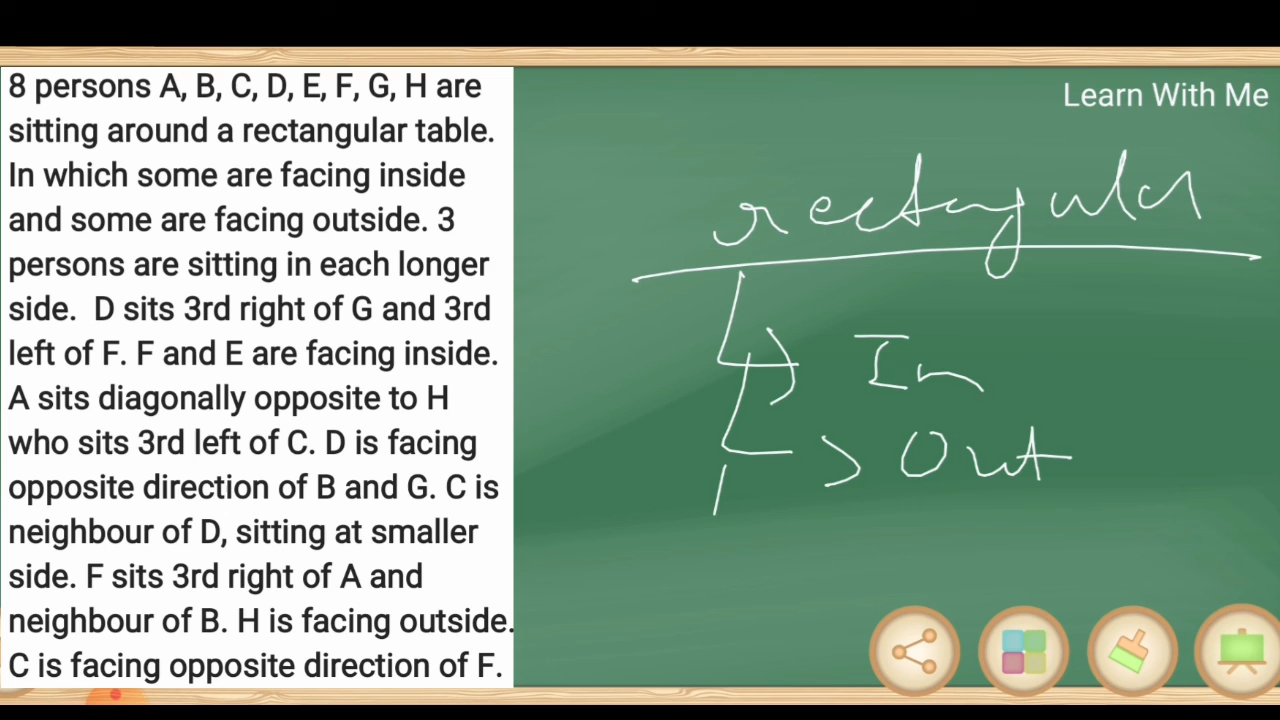 8 persons A, B, C, D, E, F, G, H are
sitting around a rectangular table.
In which some are facing inside
and some are facing outside. 3
persons are sitting in each longer
side.  D sits 3rd right of G and 3rd
left of F. F and E are facing inside.
A sits diagonally opposite to H
who sits 3rd left of C. D is facing
opposite direction of B and G. C is
neighbour of D, sitting at smaller
side. F sits 3rd right of A and
neighbour of B. H is facing outside.
C is facing opposite direction of F.
Learn With Me
rectangular
In
Out